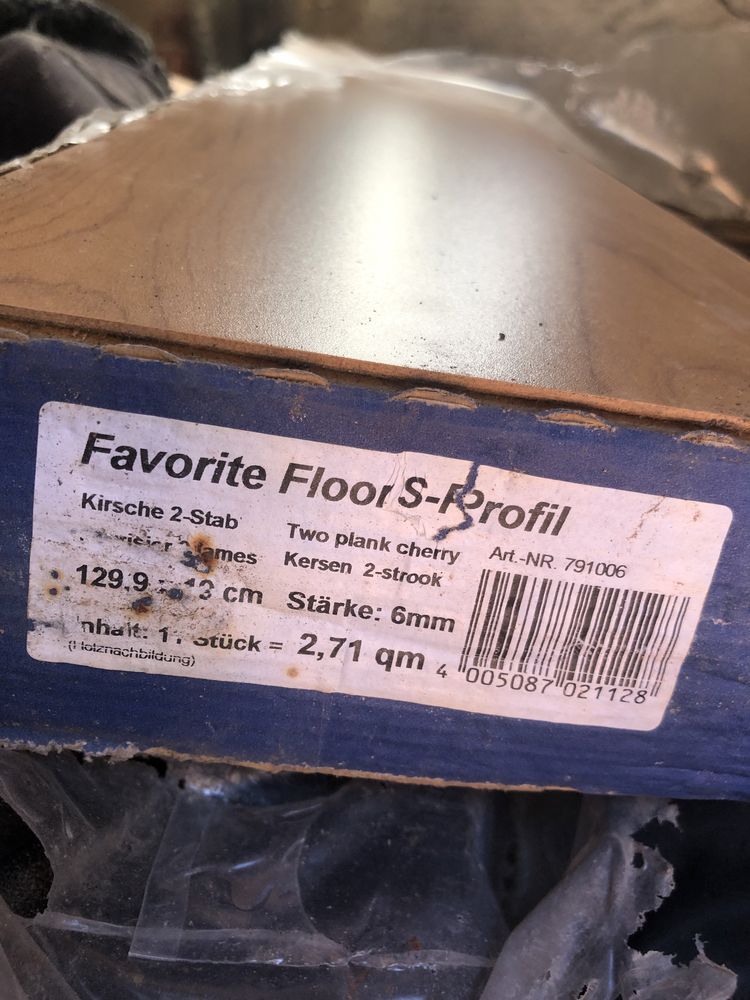 Favorite Floor S-Profil
Kirsche 2-Stab
Two plank cherry
Art.-NR. 791006
Kersen 2-strook
129,9 cm Stärke: 6mm
Stück = 2,71 qm
(Holznachbildung)
4 005087 021128